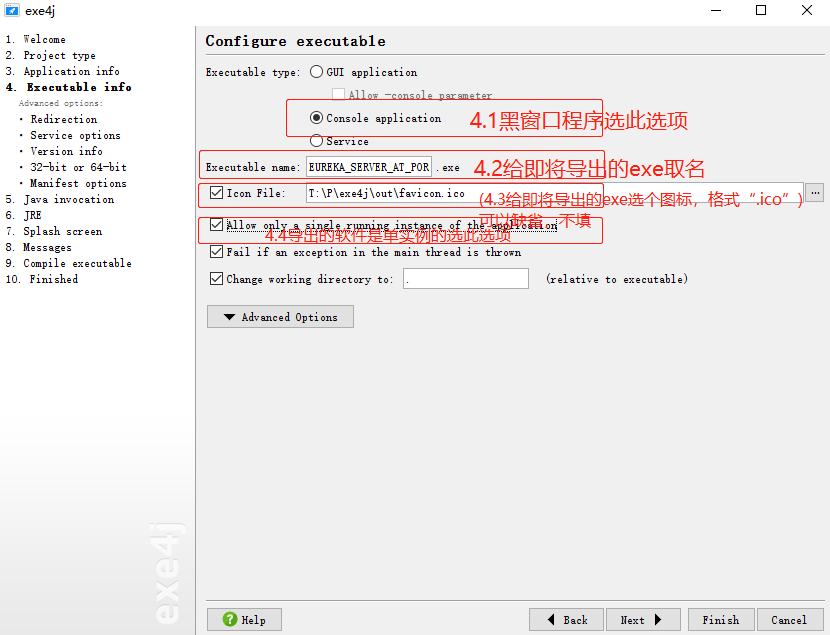 exe4j
1. Welcome
2. Project type
3. Application info
4. Executable info
Advanced options:
· Redirection
· Service options
· Version info
· 32-bit or 64-bit
· Manifest options
5. Java invocation
6. JRE
7. Splash screen
8. Messages
9. Compile executable
10. Finished
exe4j
Configure executable
Executable type: GUI application
Allow -console parameter
Console application 4.1黑窗口程序选此选项
Service
Executable name: EUREKA_SERVER_AT_POR .exe 4.2给即将导出的exe取名
Icon File: T:\P\exe4j\out\favicon.ico ...
(4.3给即将导出的exe选个图标，格式“.ico”)
可以缺省，不填
Allow only a single running instance of the application
4.4导出的软件是单实例的选此选项
Fail if an exception in the main thread is thrown
Change working directory to: . (relative to executable)
Advanced Options
Help Back Next Finish Cancel